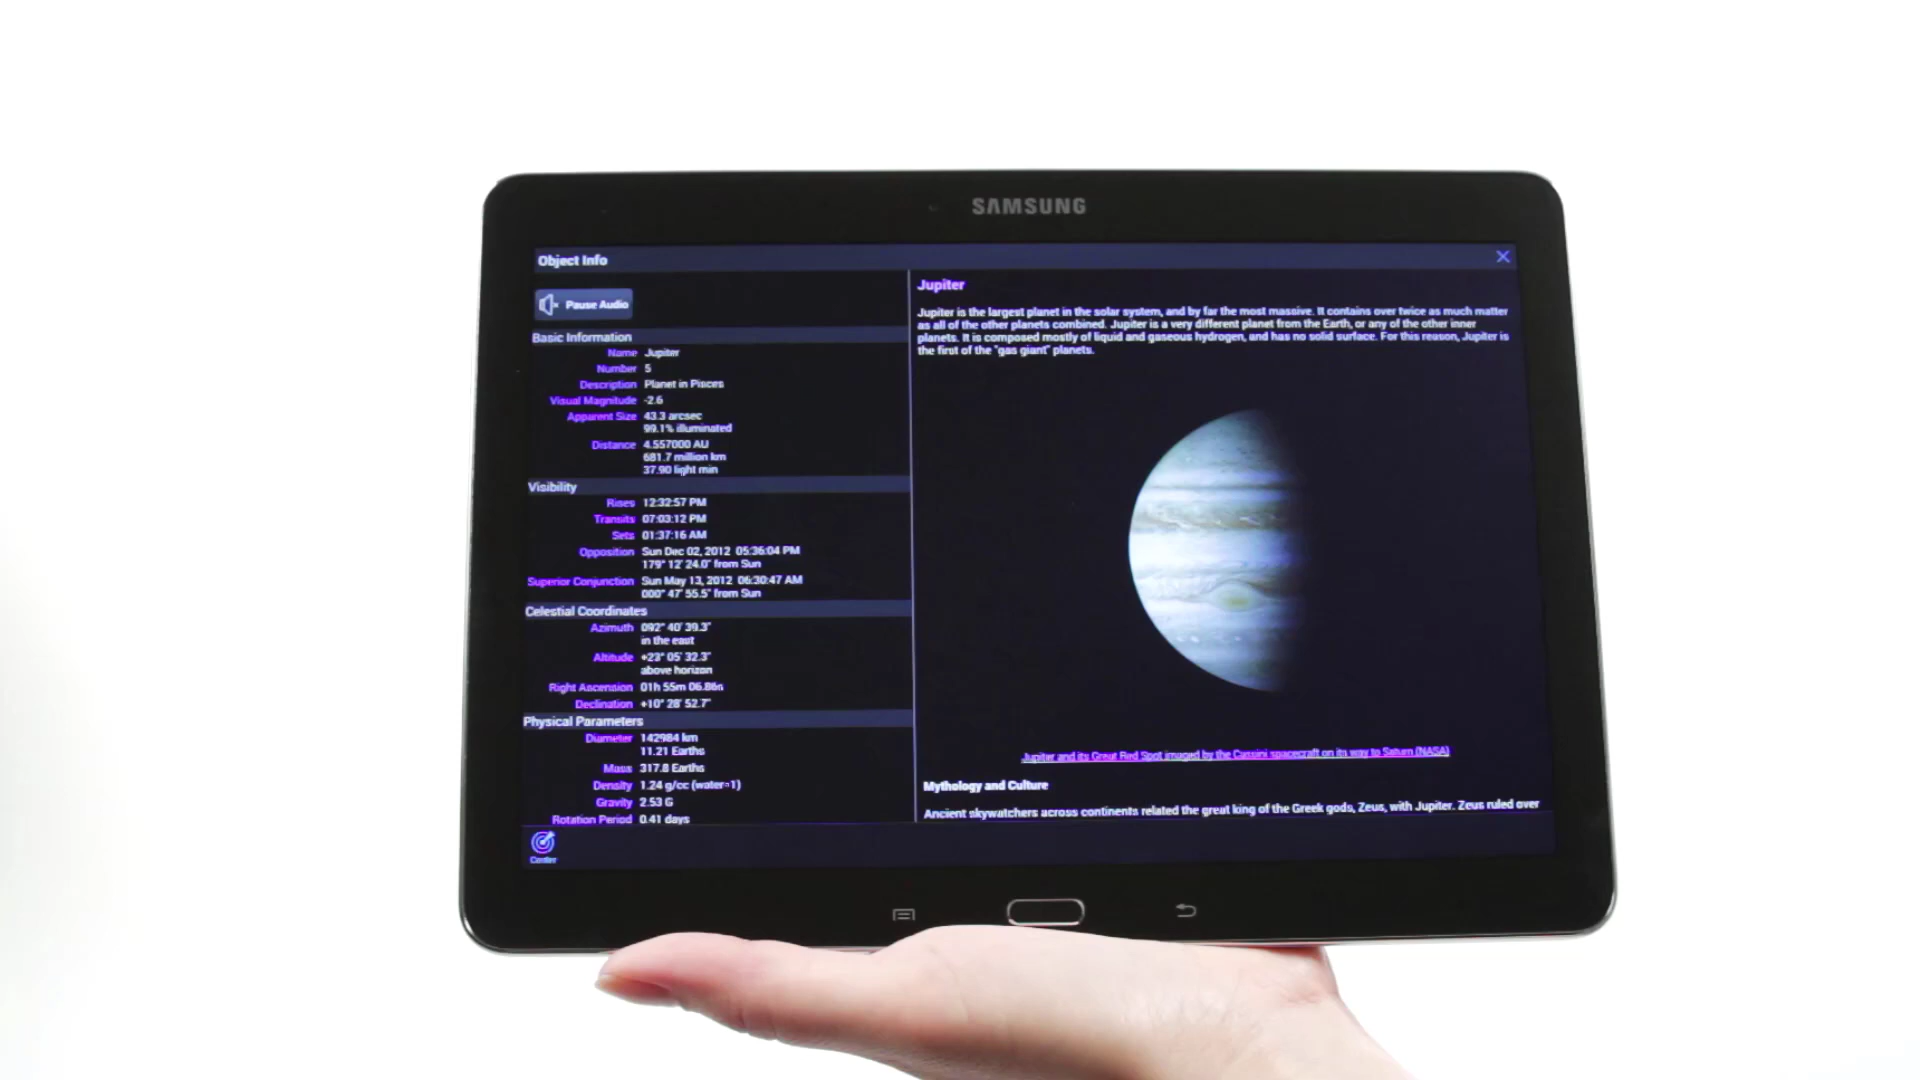 SAMSUNG
Object Info
Pause Audio
Basic Information
Name Jupiter
Number 5
Description Planet in Pisces
Visual Magnitude -2.6
Apparent Size 43.3 arcsec
99.1% illuminated
Distance 4.557000 AU
681.7 million km
37.90 light min
Visibility
Rises 12:32:57 PM
Transits 07:03:12 PM
Sets 01:37:16 AM
Opposition Sun Dec 02, 2012 05:36:04 PM
179° 12' 24.0" from Sun
Superior Conjunction Sun May 13, 2012 06:30:47 AM
000° 47' 55.5" from Sun
Celestial Coordinates
Azimuth 092° 40' 39.3"
in the east
Altitude +23° 05' 32.3"
above horizon
Right Ascension 01h 55m 06.86s
Declination +10° 28' 52.7"
Physical Parameters
Diameter 142984 km
11.21 Earths
Mass 317.8 Earths
Density 1.24 g/cc (water=1)
Gravity 2.53 G
Rotation Period 0.41 days
Center
Jupiter
Jupiter is the largest planet in the solar system, and by far the most massive. It contains over twice as much matter
as all of the other planets combined. Jupiter is a very different planet from the Earth, or any of the other inner
planets. It is composed mostly of liquid and gaseous hydrogen, and has no solid surface. For this reason, Jupiter is
the first of the "gas giant" planets.
Jupiter and its Great Red Spot imaged by the Cassini spacecraft on its way to Saturn (NASA)
Mythology and Culture
Ancient skywatchers across continents related the great king of the Greek gods, Zeus, with Jupiter. Zeus ruled over